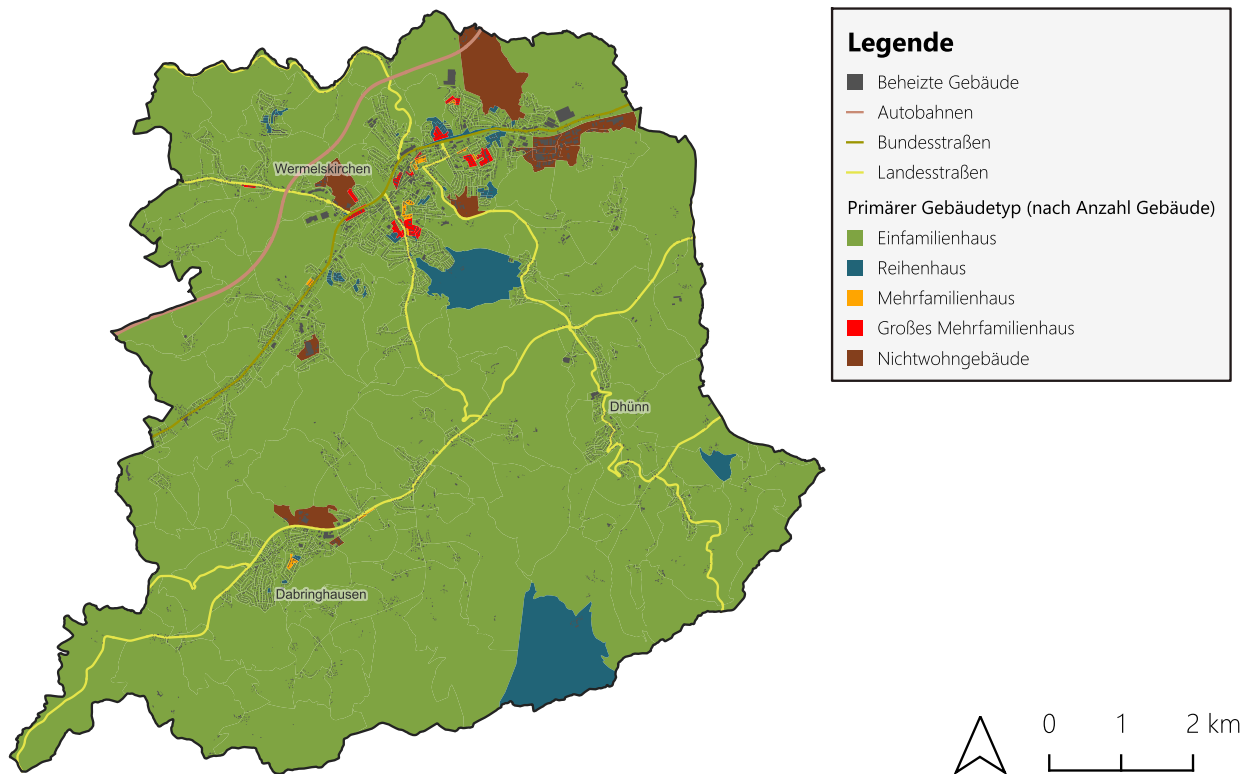 Legende
Beheizte Gebäude
Autobahnen
Bundesstraßen
Landesstraßen
Primärer Gebäudetyp (nach Anzahl Gebäude)
Einfamilienhaus
Reihenhaus
Mehrfamilienhaus
Großes Mehrfamilienhaus
Nichtwohngebäude
Wermelskirchen
Dhünn
Dabringhausen
0 1 2 km